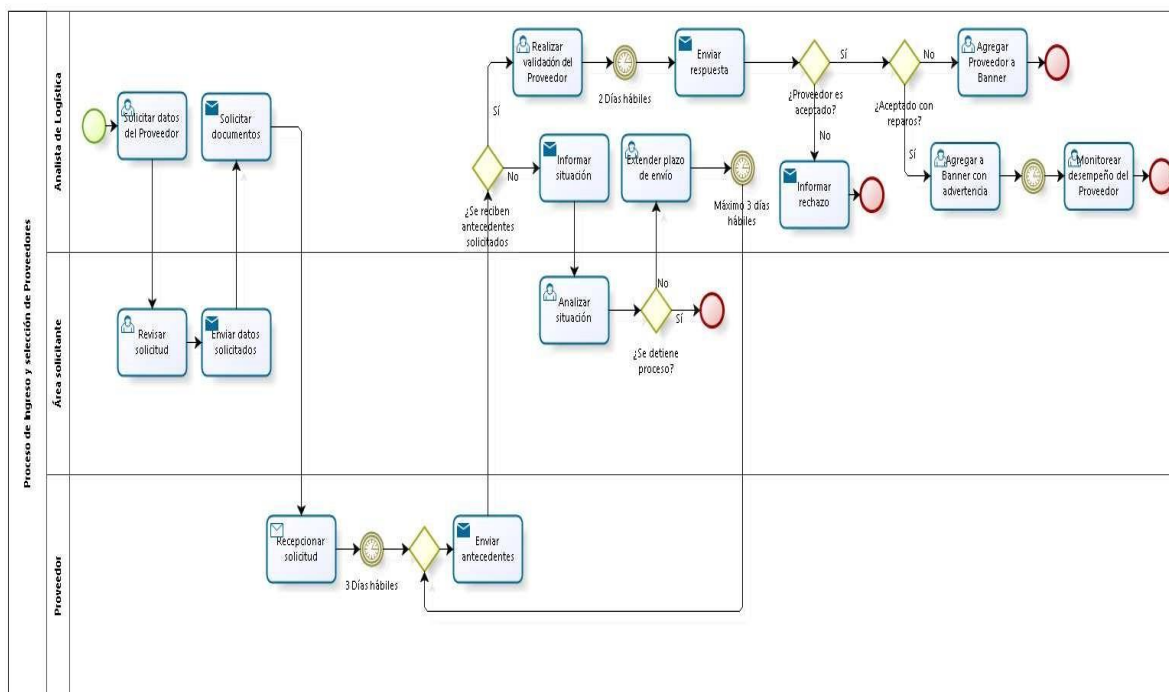 Proceso de Ingreso y selección de Proveedores
Analista de Logística
Solicitar datos
del Proveedor
Solicitar
documentos
¿Se reciben
antecedentes
solicitados
Sí
No
Realizar
validadón del
Proveedor
2 Días hábiles
Enviar
respuesta
¿Proveedor es
aceptado?
Sí
No
¿Aceptado con
reparos?
No
Sí
Agregar
Proveedor a
Banner
Informar
situación
Extender plazo
de envío
Máximo 3 días
hábiles
Informar
rechazo
Agregar a
Banner con
advertencia
Monitorear
desempeño del
Proveedor
Área solicitante
Revisar
solicitud
Enviar datos
solicitados
Analizar
situación
No
Sí
¿Se detiene
proceso?
Proveedor
Recepcionar
solicitud
3 Días hábiles
Enviar
antecedentes